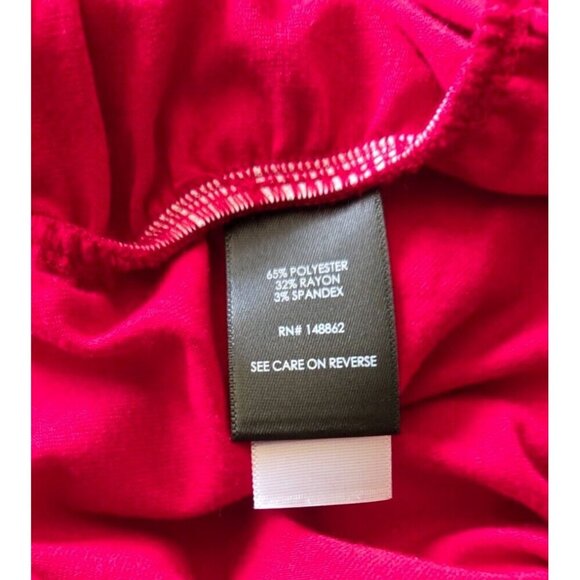 65% POLYESTER
32% RAYON
3% SPANDEX
RN# 148862
SEE CARE ON REVERSE